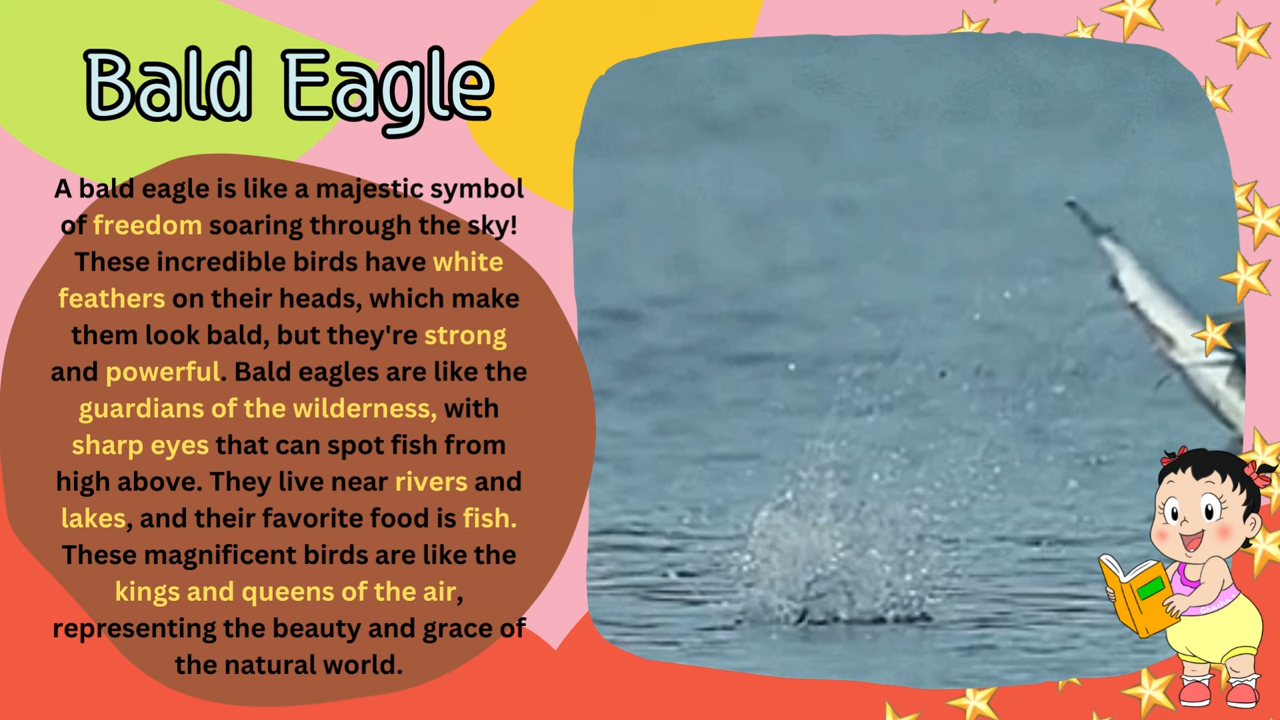 Bald Eagle
A bald eagle is like a majestic symbol
of freedom soaring through the sky!
These incredible birds have white
feathers on their heads, which make
them look bald, but they're strong
and powerful. Bald eagles are like the
guardians of the wilderness, with
sharp eyes that can spot fish from
high above. They live near rivers and
lakes, and their favorite food is fish.
These magnificent birds are like the
kings and queens of the air,
representing the beauty and grace of
the natural world.